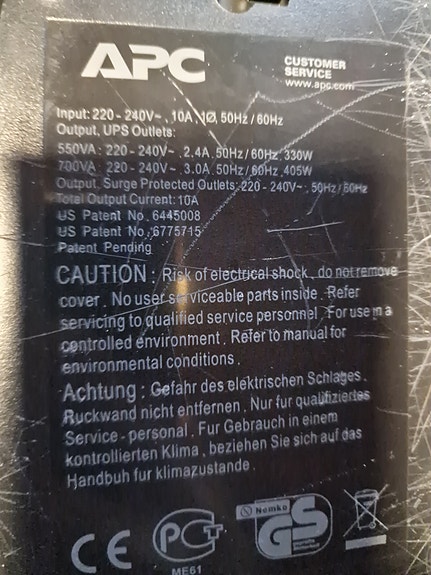 APC
CUSTOMER
SERVICE
www.apc.com
Input: 220 - 240V~ , 10A, 1Ø, 50Hz / 60Hz
Output, UPS Outlets:
550VA : 220 - 240V~ , 2.4A, 50Hz / 60Hz, 330W
700VA : 220 - 240V~ , 3.0A, 50Hz / 60Hz, 405W
Output, Surge Protected Outlets: 220 - 240V~, 50Hz / 60Hz
Total Output Current: 10A
US Patent No. 6445008
US Patent No. 6775715
Patent Pending
CAUTION : Risk of electrical shock , do not remove
cover . No user serviceable parts inside . Refer
servicing to qualified service personnel . For use in a
controlled environment . Refer to manual for
environmental conditions .
Achtung : Gefahr des elektrischen Schlages .
Ruckwand nicht entfernen . Nur fur qualifiziertes
Service - personal . Fur Gebrauch in einem
kontrollierten Klima , beziehen Sie sich auf das
Handbuh fur klimazustande .
CE
PCT
ME61
Nemko
GS